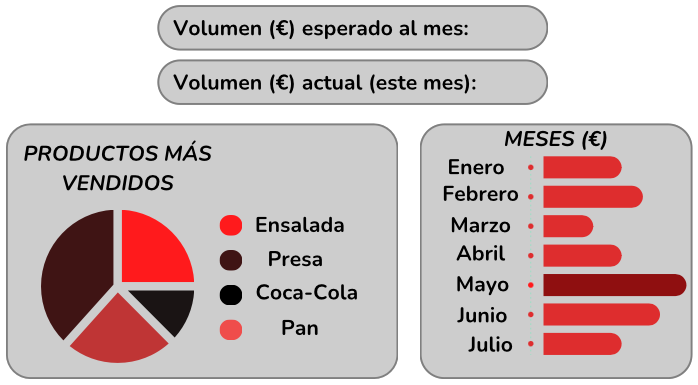 Volumen (€) esperado al mes:
Volumen (€) actual (este mes):
PRODUCTOS MÁS
VENDIDOS
Ensalada
Presa
Coca-Cola
Pan
MESES (€)
Enero
Febrero
Marzo
Abril
Mayo
Junio
Julio